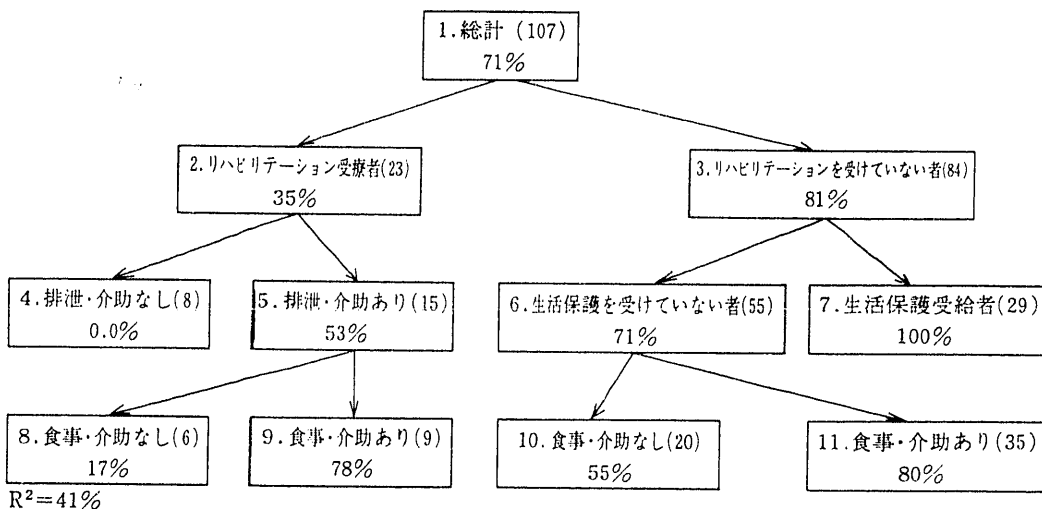 1.総計(107)
71%
2.リハビリテーション受療者(23)
35%
3.リハビリテーションを受けていない者(84)
81%
4.排泄・介助なし(8)
0.0%
5.排泄・介助あり(15)
53%
6.生活保護を受けていない者(55)
71%
7.生活保護受給者(29)
100%
8.食事・介助なし(6)
17%
9.食事・介助あり(9)
78%
10.食事・介助なし(20)
55%
11.食事・介助あり(35)
80%
R²=41%